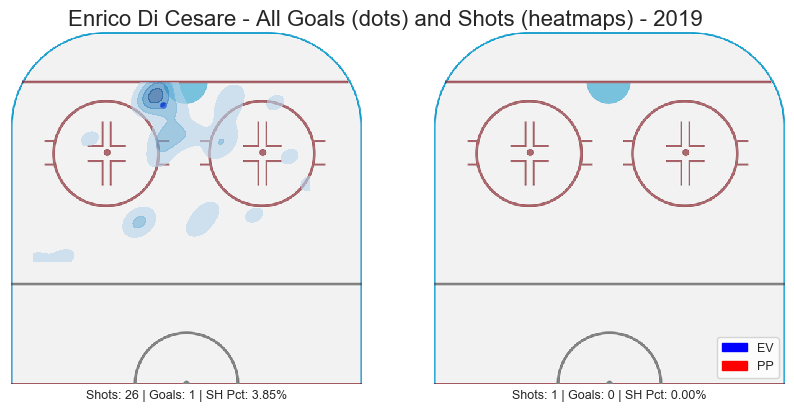 Enrico Di Cesare - All Goals (dots) and Shots (heatmaps) - 2019
EV
PP
Shots: 26 | Goals: 1 | SH Pct: 3.85%
Shots: 1 | Goals: 0 | SH Pct: 0.00%